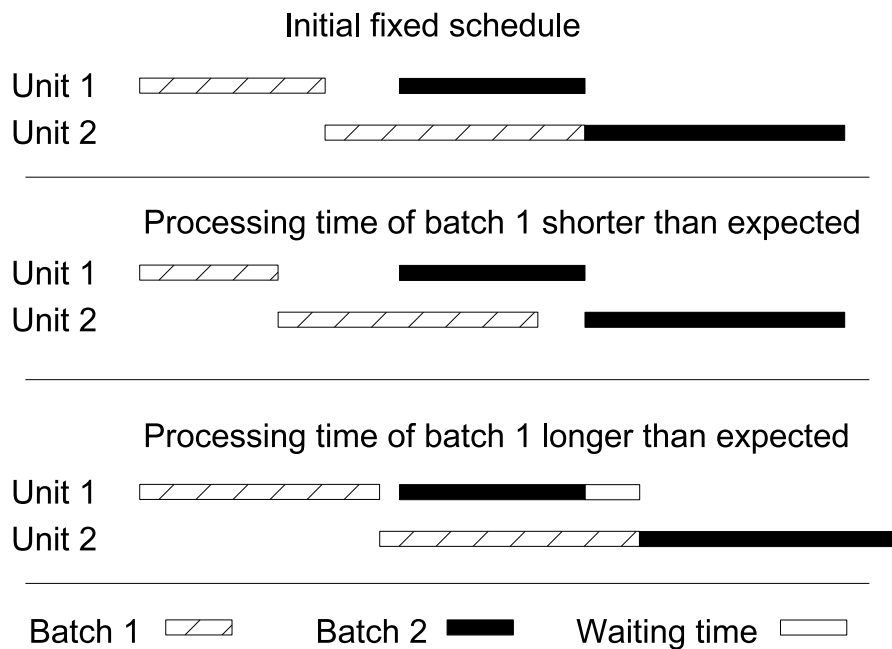 Initial fixed schedule
Unit 1
Unit 2
Processing time of batch 1 shorter than expected
Unit 1
Unit 2
Processing time of batch 1 longer than expected
Unit 1
Unit 2
Batch 1 Batch 2 Waiting time